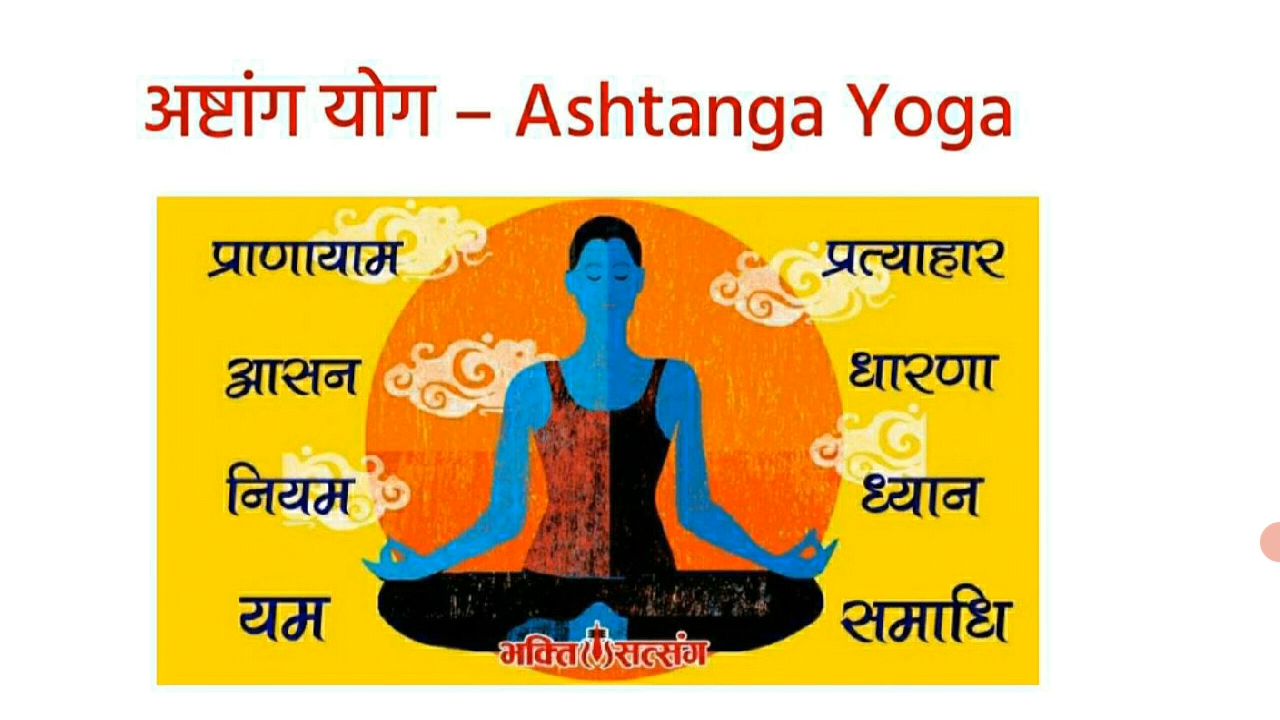 अष्टांग योग – Ashtanga Yoga
प्राणायाम
आसन
नियम
यम
प्रत्याहार
धारणा
ध्यान
समाधि
भक्ति सत्संग